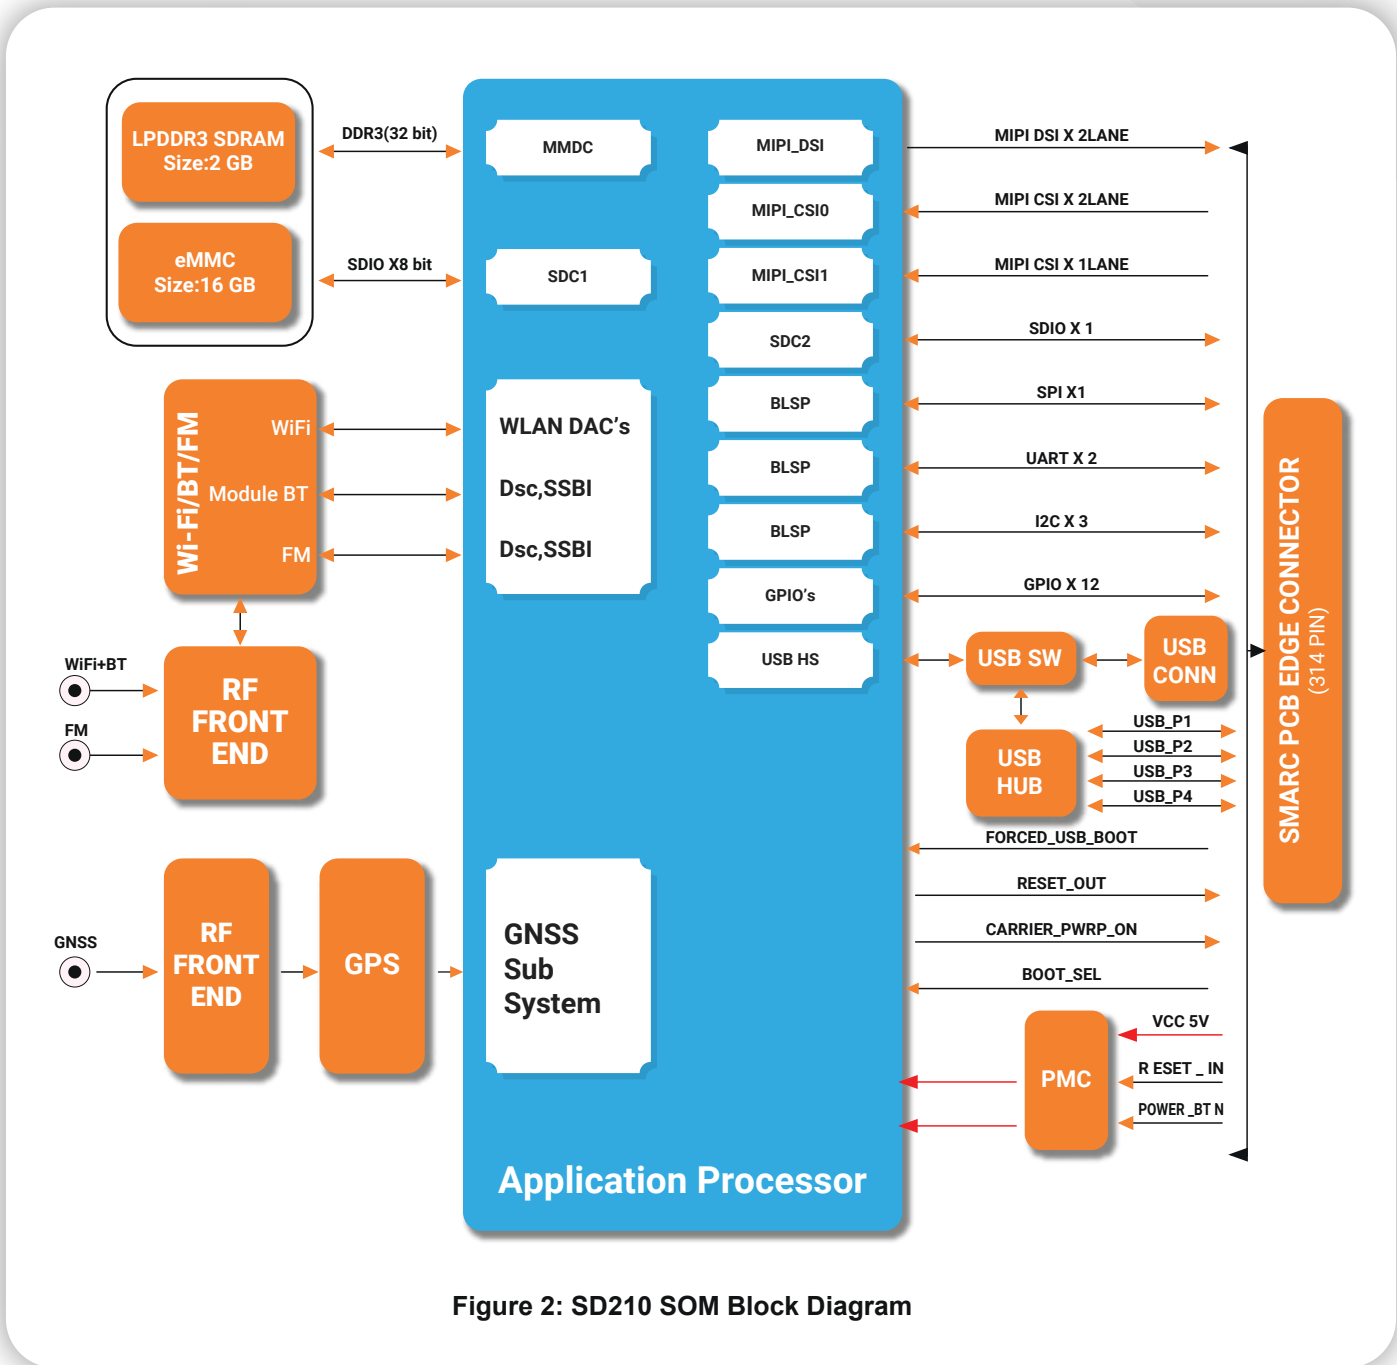 LPDDR3 SDRAM
Size:2 GB
DDR3(32 bit)
eMMC
Size:16 GB
SDIO X8 bit
Wi-Fi/BT/FM
WiFi
Module BT
FM
WiFi+BT
FM
RF
FRONT
END
GNSS
RF
FRONT
END
GPS
MMDC
SDC1
WLAN DAC’s
Dsc,SSBI
Dsc,SSBI
GNSS
Sub
System
MIPI_DSI
MIPI_CSI0
MIPI_CSI1
SDC2
BLSP
BLSP
BLSP
GPIO’s
USB HS
Application Processor
MIPI DSI X 2LANE
MIPI CSI X 2LANE
MIPI CSI X 1LANE
SDIO X 1
SPI X1
UART X 2
I2C X 3
GPIO X 12
USB SW
USB
CONN
USB
HUB
USB_P1
USB_P2
USB_P3
USB_P4
FORCED_USB_BOOT
RESET_OUT
CARRIER_PWRP_ON
BOOT_SEL
PMC
VCC 5V
R ESET _ IN
POWER _BT N
SMARC PCB EDGE CONNECTOR
(314 PIN)
Figure 2: SD210 SOM Block Diagram